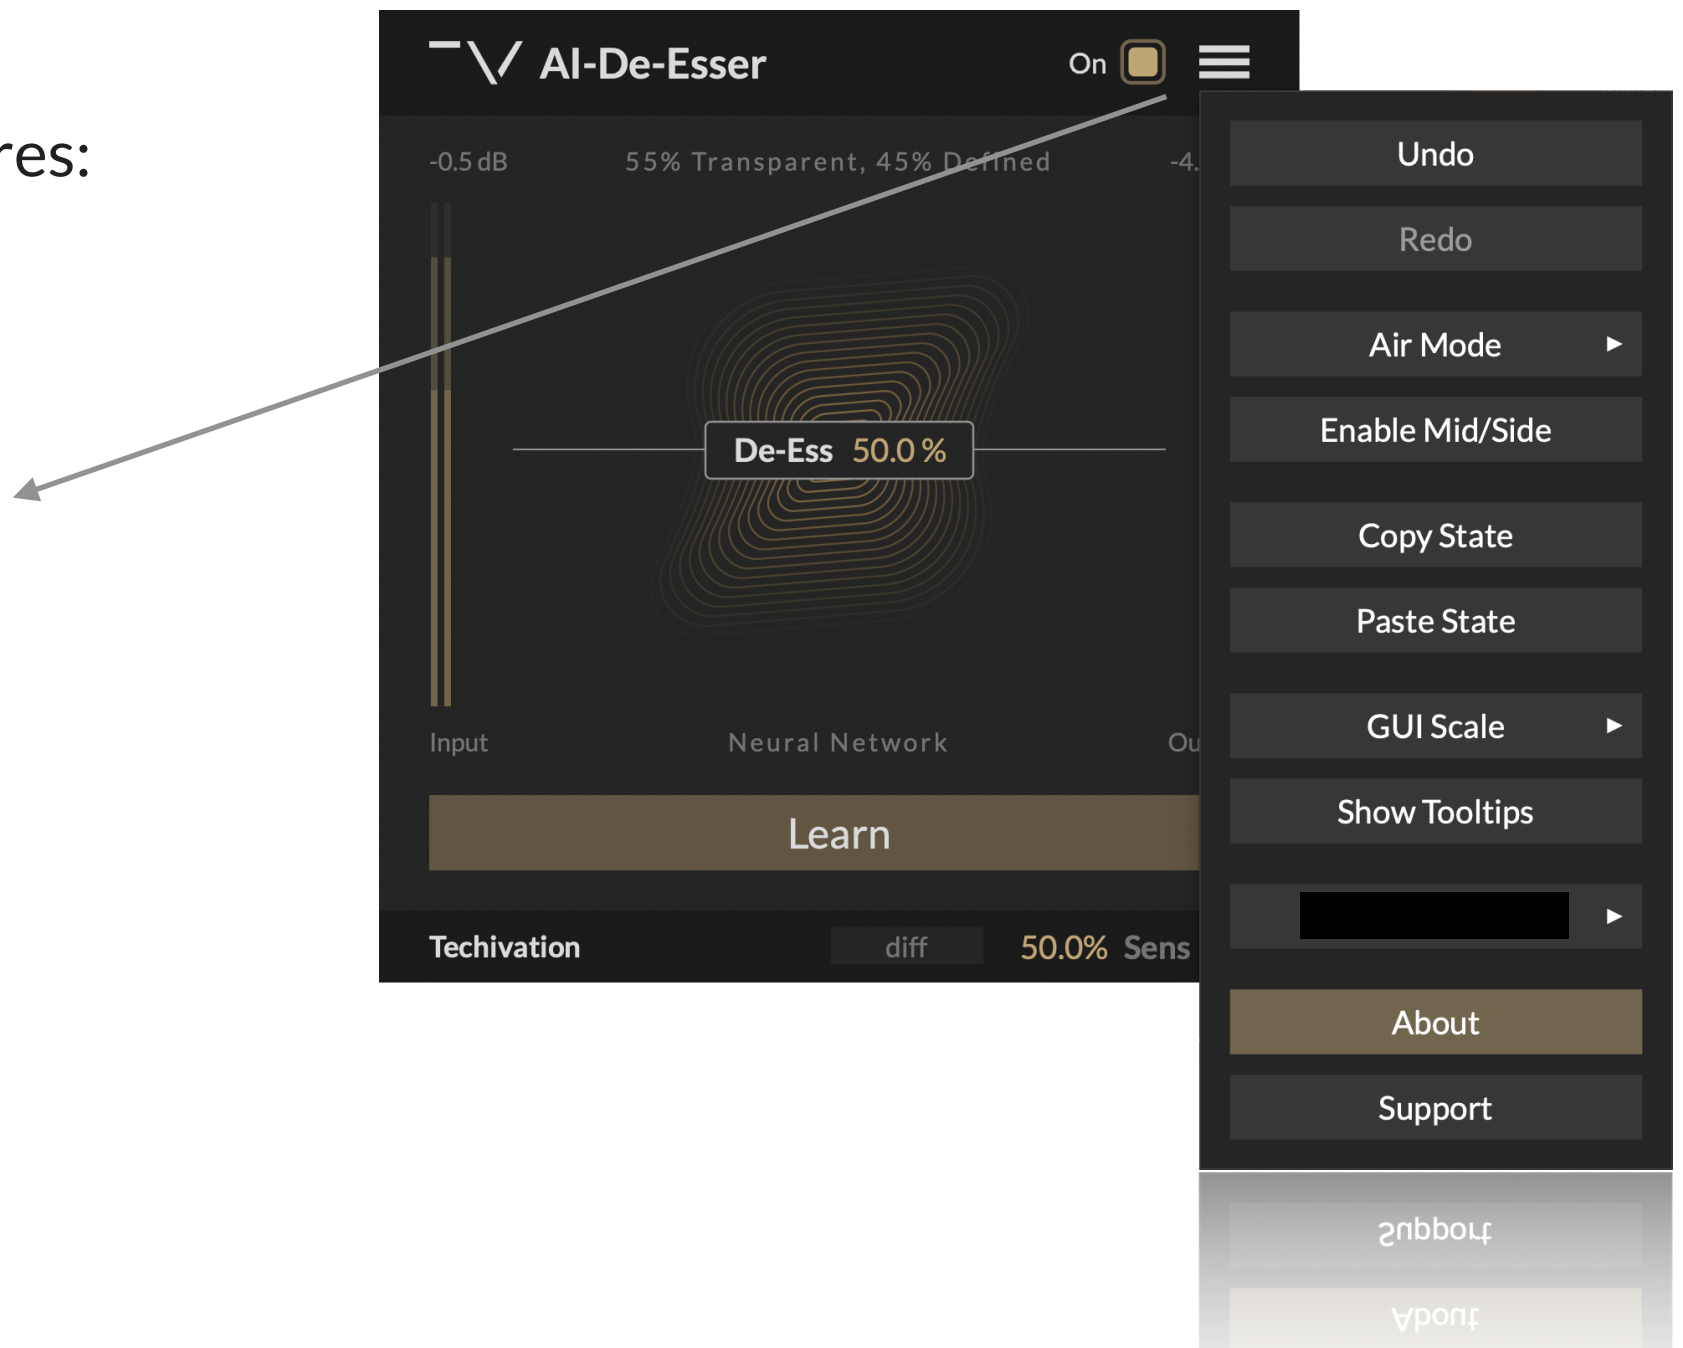 res:
AI-De-Esser
On
-0.5 dB
55% Transparent, 45% Defined
-4.
De-Ess 50.0 %
Input
Neural Network
Ou
Learn
Techivation
diff
50.0% Sens
Undo
Redo
Air Mode
Enable Mid/Side
Copy State
Paste State
GUI Scale
Show Tooltips
About
Support
Support
About